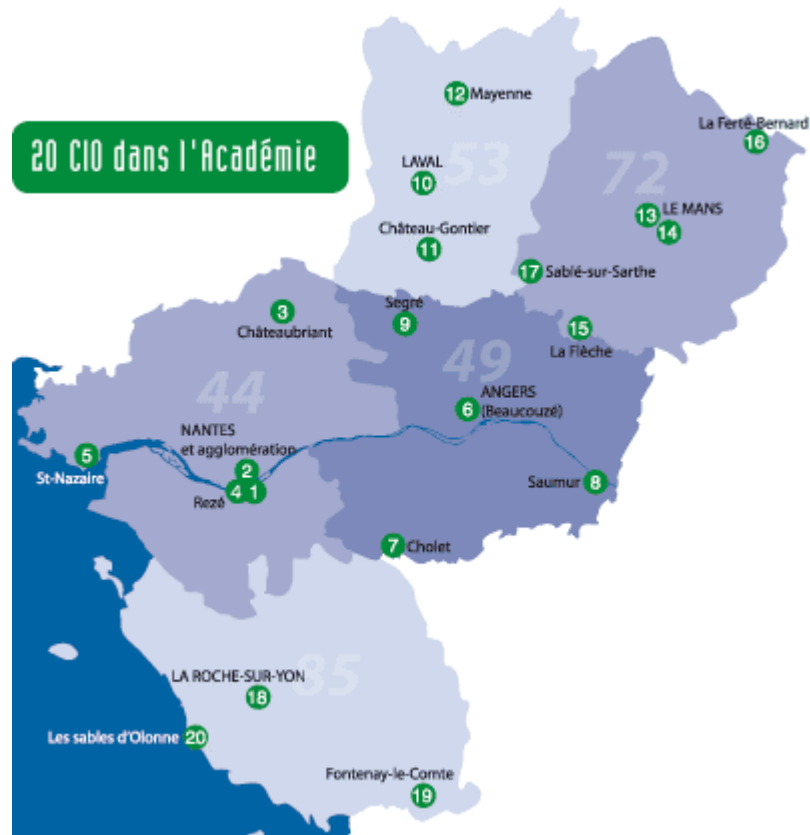 12 Mayenne
La Ferté-Bernard
16
20 CIO dans l'Académie
LAVAL
10
53
72
13 LE MANS
14
Château-Gontier
11
17 Sablé-sur-Sarthe
Segré
9
3
Châteaubriant
15
La Flèche
49
44
ANGERS
(Beaucouzé)
6
NANTES
et agglomération
2
5
St-Nazaire
Rezé 4 1
Saumur 8
7 Cholet
LA ROCHE-SUR-YON
18
85
Les sables d'Olonne 20
Fontenay-le-Comte
19